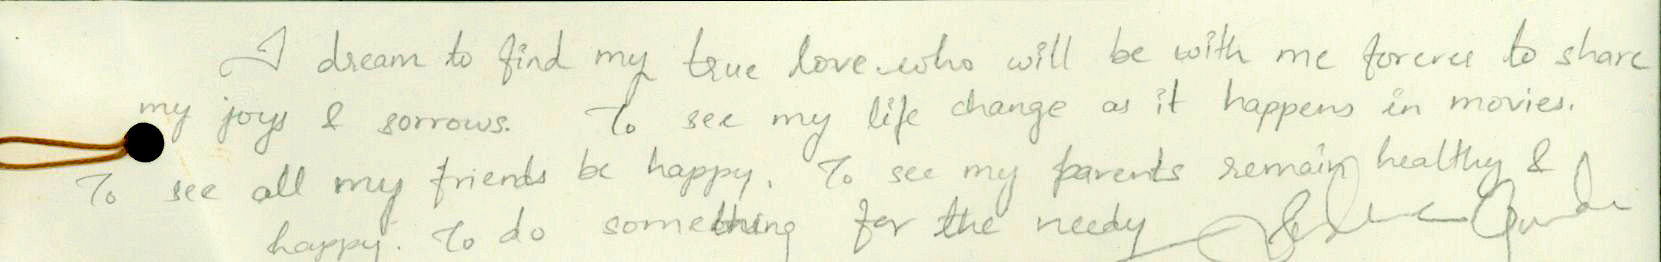 I dream to find my true love who will be with me forever to share
my joys & sorrows. To see my life change as it happens in movies.
To see all my friends be happy. To see my parents remain healthy &
happy. To do something for the needy